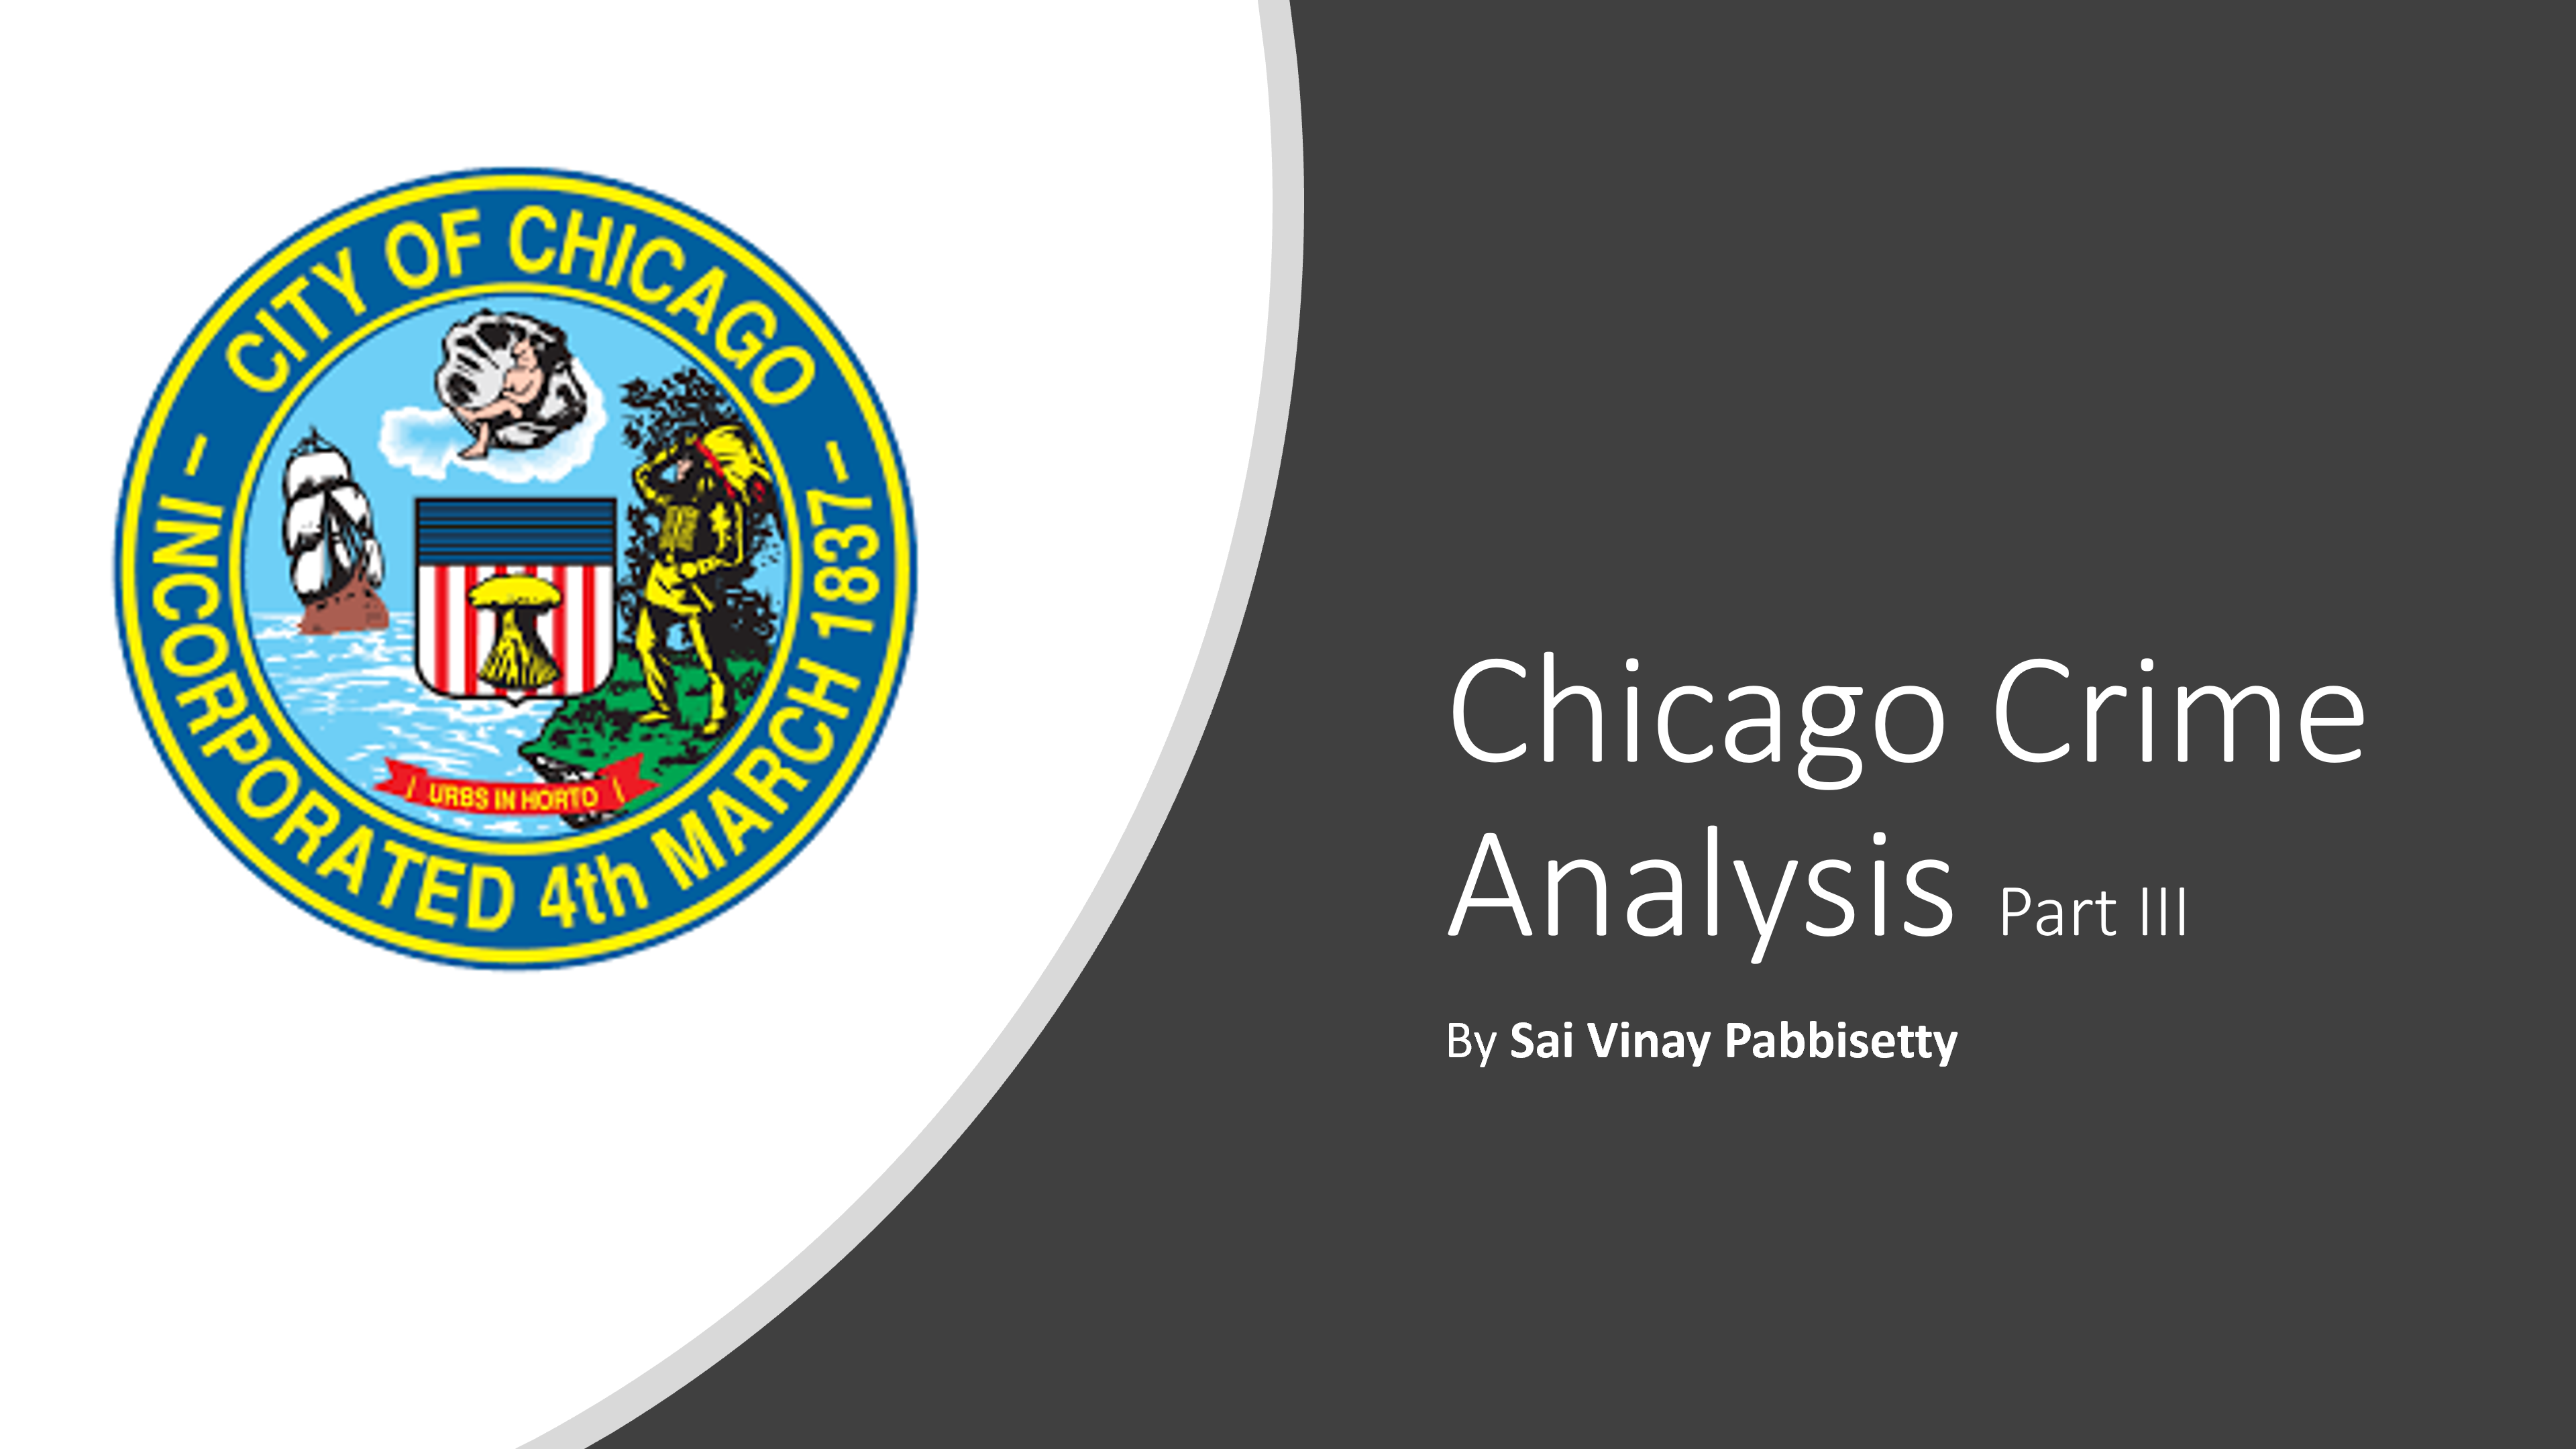 CITY OF CHICAGO
INCORPORATED 4th MARCH 1837
URBS IN HORTO
Chicago Crime
Analysis Part III
By Sai Vinay Pabbisetty